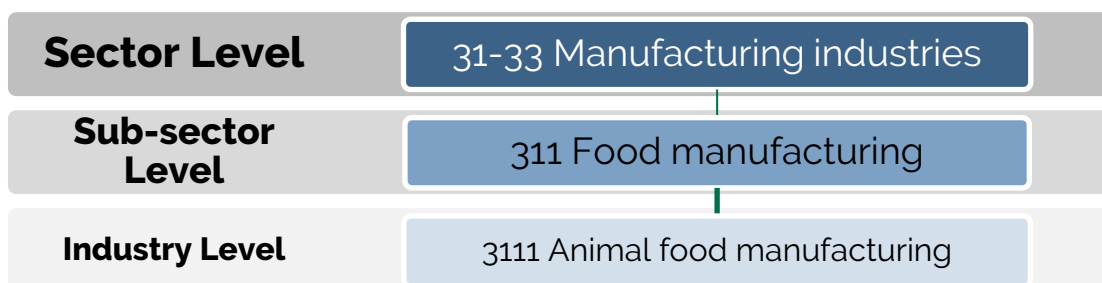 Sector Level
31-33 Manufacturing industries
Sub-sector
Level
311 Food manufacturing
Industry Level
3111 Animal food manufacturing